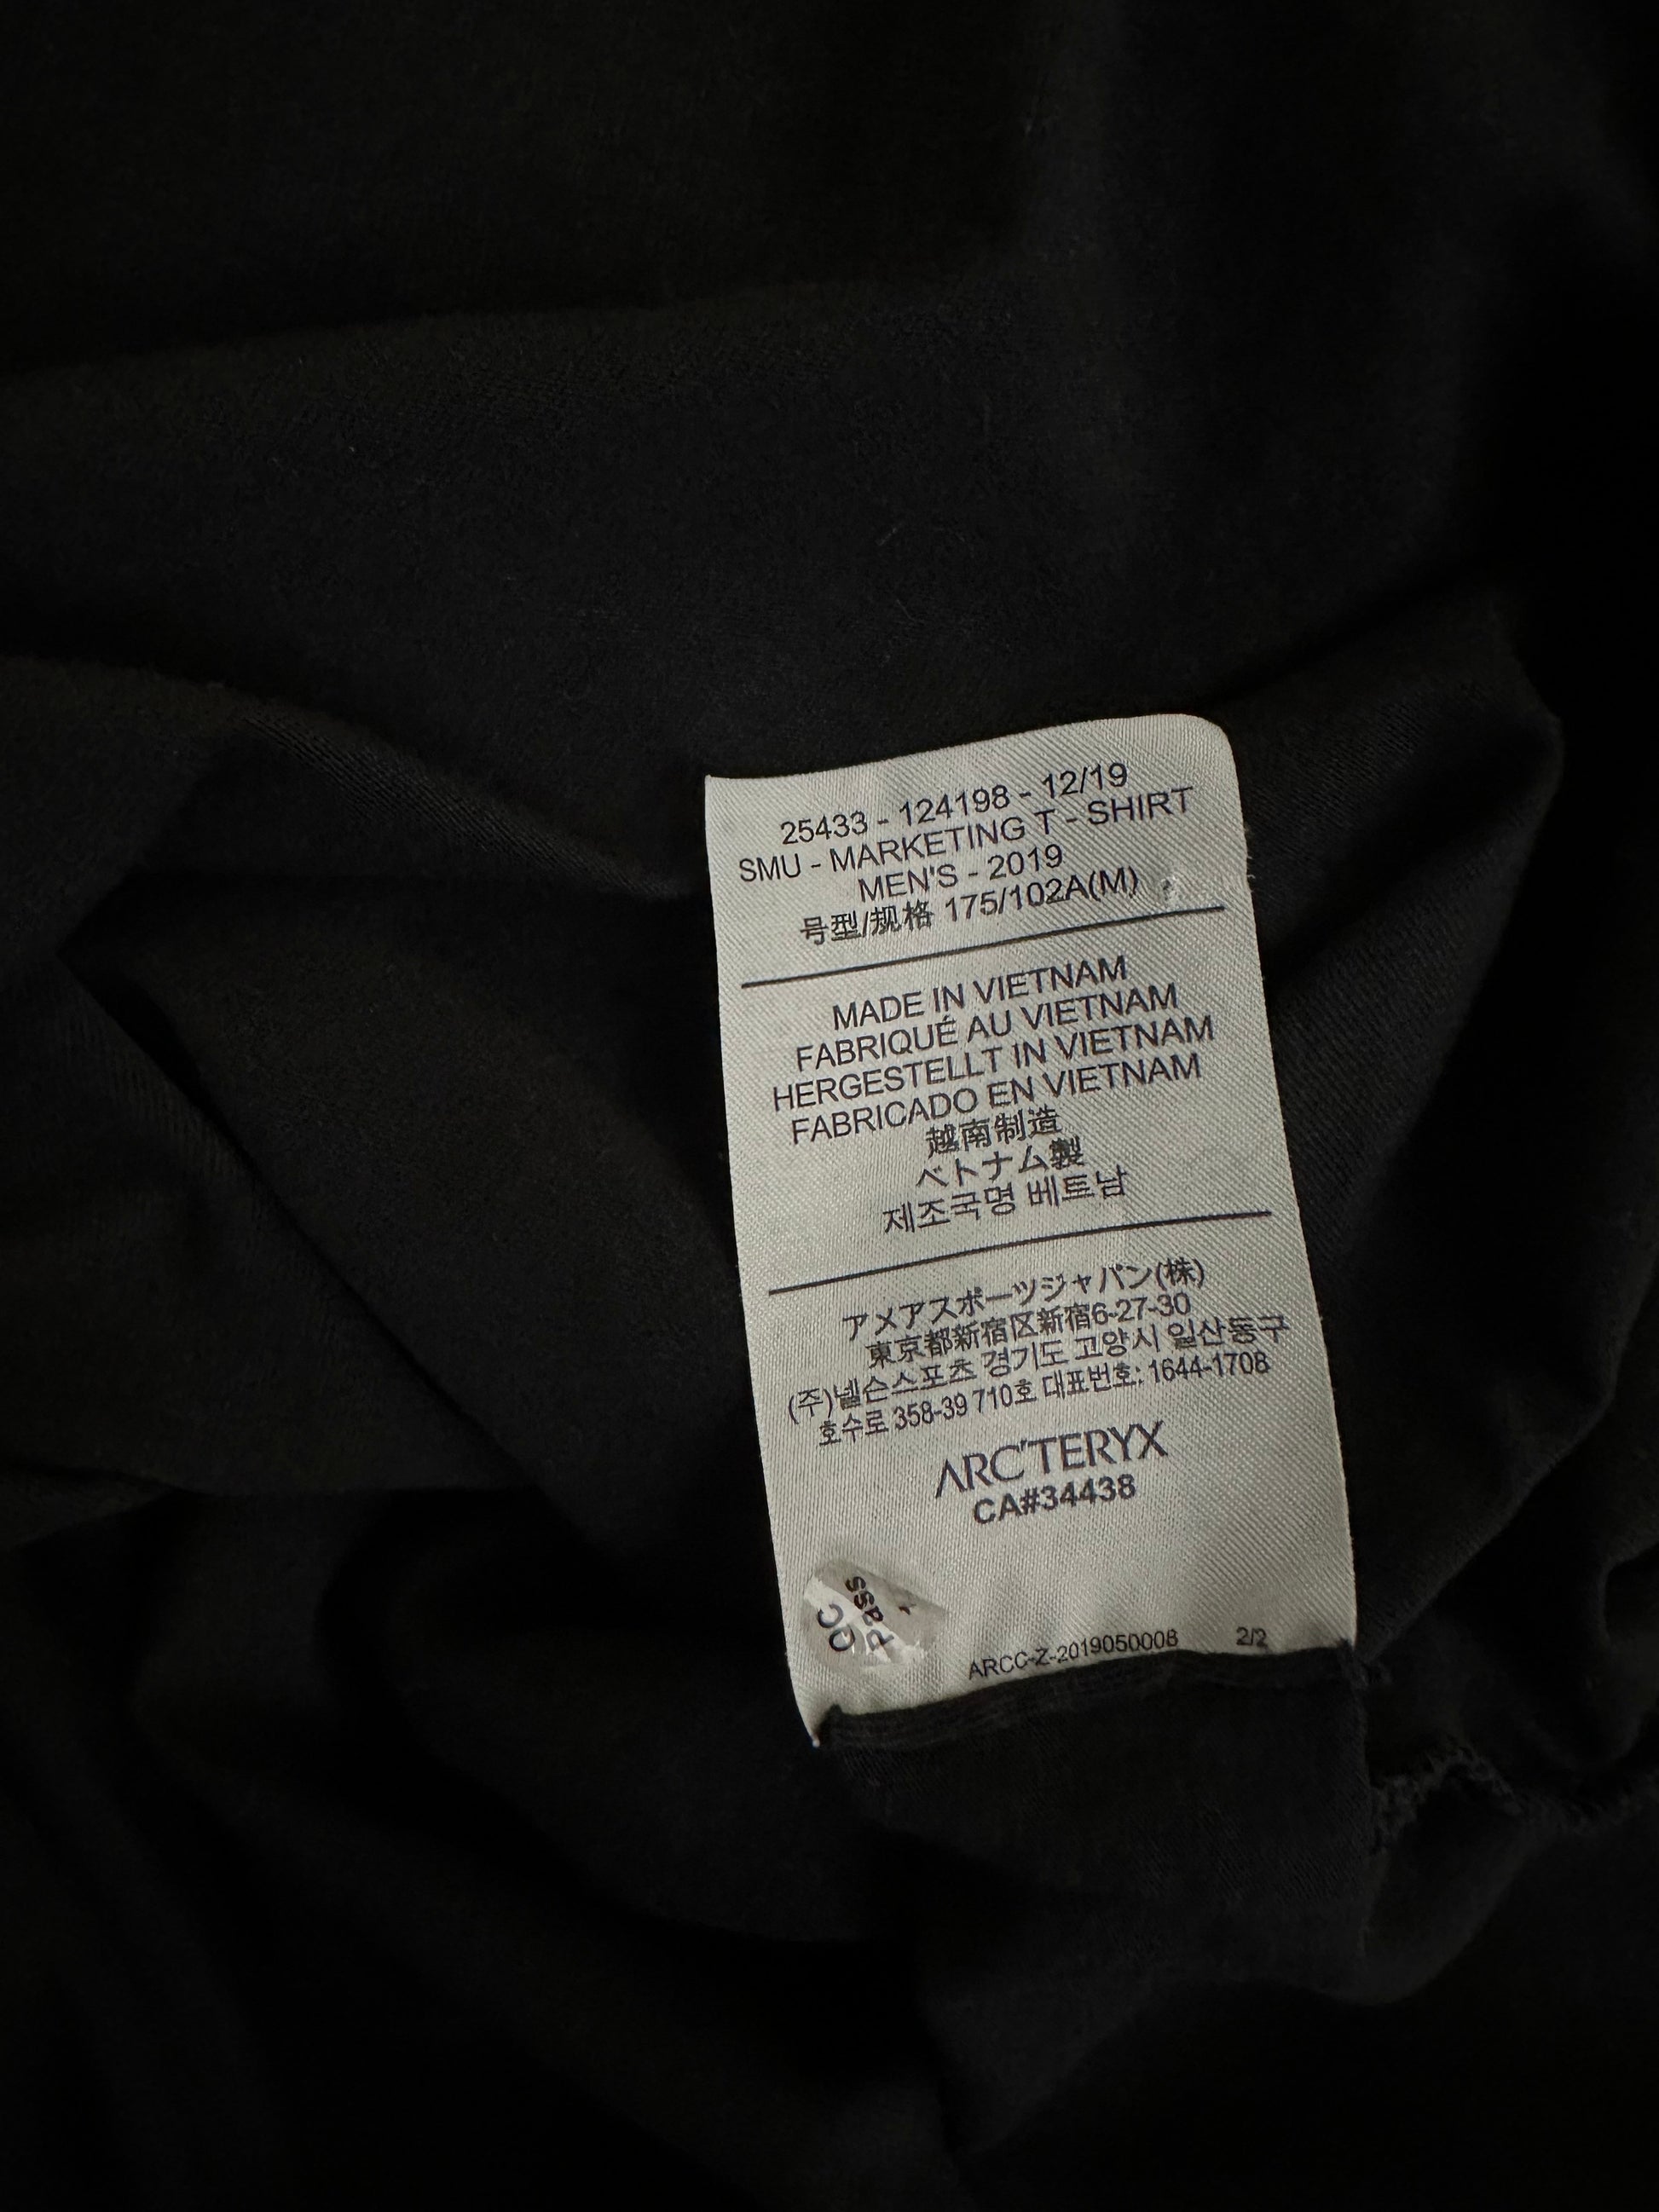 25433 - 124198 - 12/19
SMU - MARKETING T - SHIRT
MEN'S - 2019
号型/规格 175/102A(M)
MADE IN VIETNAM
FABRIQUÉ AU VIETNAM
HERGESTELLT IN VIETNAM
FABRICADO EN VIETNAM
越南制造
ベトナム製
제조국명 베트남
アメアスポーツジャパン(株)
東京都新宿区新宿6-27-30
(주)넬슨스포츠 경기도 고양시 일산동구
호수로 358-39 710호 대표번호: 1644-1708
ARC'TERYX
CA#34438
QC
Pass
ARCC-Z-2019050008 2/2